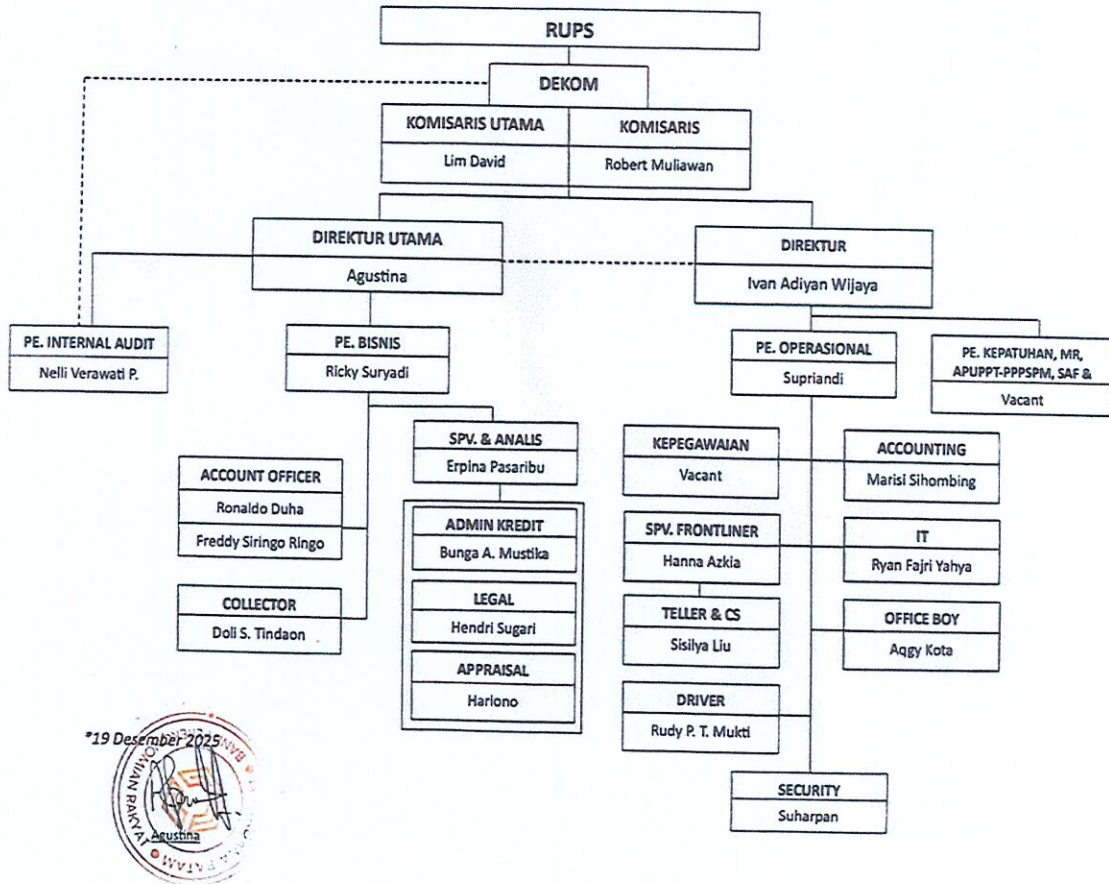 RUPS
DEKOM
KOMISARIS UTAMA
Lim David
KOMISARIS
Robert Muliawan
DIREKTUR UTAMA
Agustina
DIREKTUR
Ivan Adiyan Wijaya
PE. INTERNAL AUDIT
Nelli Verawati P.
PE. BISNIS
Ricky Suryadi
PE. OPERASIONAL
Supriandi
PE. KEPATUHAN, MR,
APUPPT-PPPSPM, SAF &
Vacant
SPV. & ANALIS
Erpina Pasaribu
ACCOUNT OFFICER
Ronaldo Duha
Freddy Siringo Ringo
COLLECTOR
Doli S. Tindaon
ADMIN KREDIT
Bunga A. Mustika
LEGAL
Hendri Sugari
APPRAISAL
Hariono
KEPEGAWAIAN
Vacant
ACCOUNTING
Marisi Sihombing
SPV. FRONTLINER
Hanna Azkia
IT
Ryan Fajri Yahya
TELLER & CS
Sisilya Liu
OFFICE BOY
Aqgy Kota
DRIVER
Rudy P. T. Mukti
SECURITY
Suharpan
*19 Desember 2025
Agustina
BAN
PEREKONOMIAN RAKYAT
BATAM